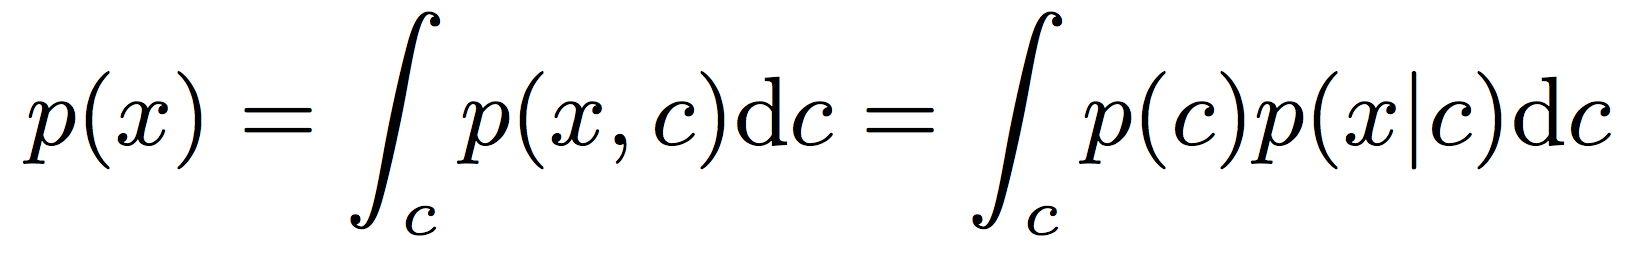 p(x) = ∫_c p(x, c)dc = ∫_c p(c)p(x|c)dc